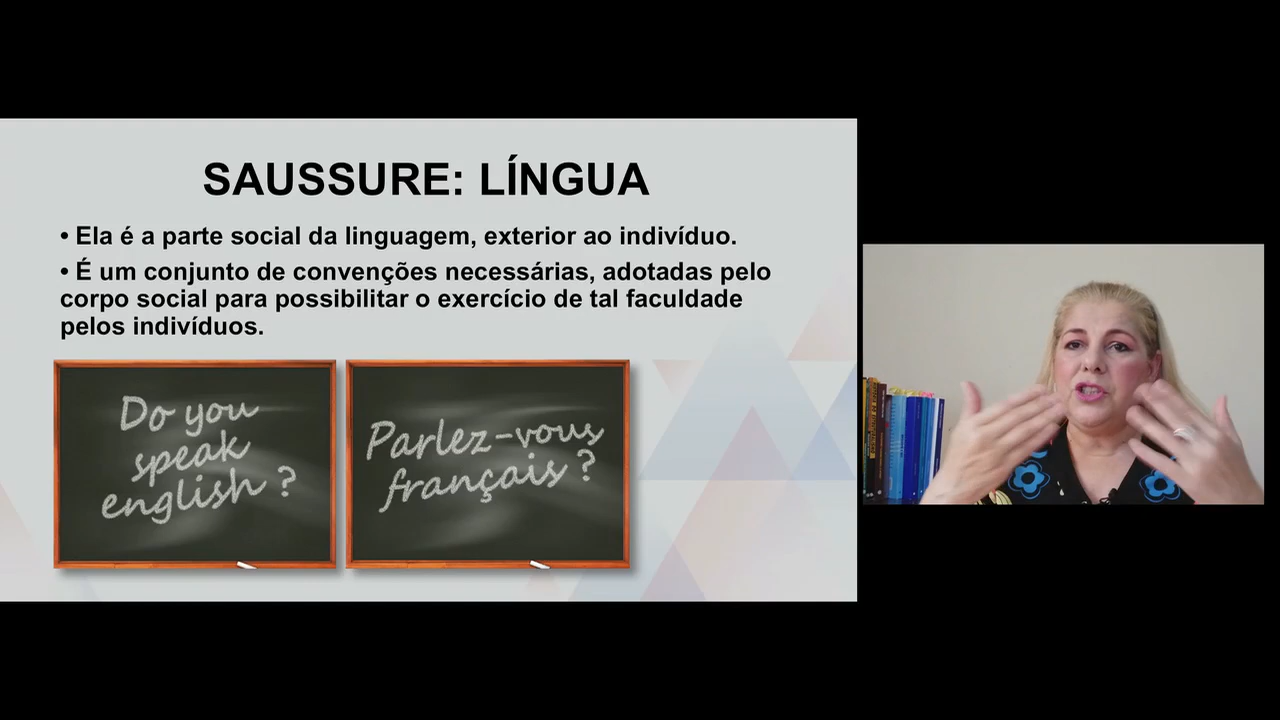 SAUSSURE: LÍNGUA
• Ela é a parte social da linguagem, exterior ao indivíduo.
• É um conjunto de convenções necessárias, adotadas pelo
corpo social para possibilitar o exercício de tal faculdade
pelos indivíduos.
Do you
speak
english ?
Parlez-vous
français ?